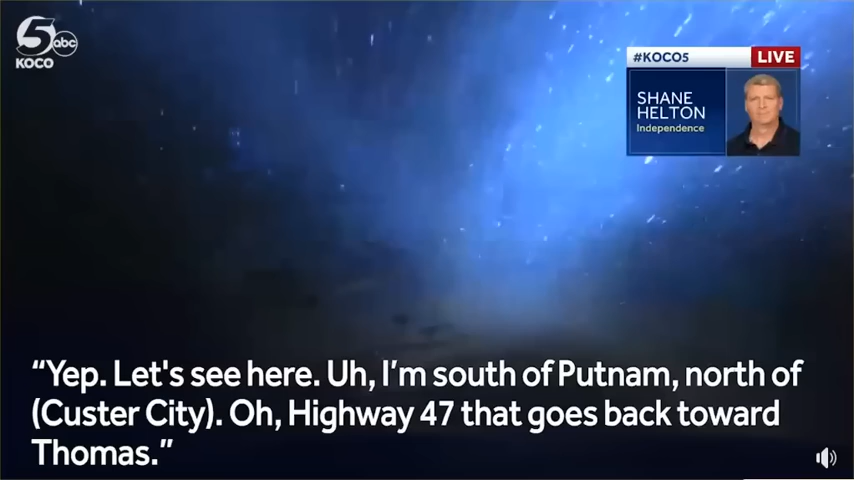 5
abc
KOCO
#KOCO5 LIVE
SHANE
HELTON
Independence
“Yep. Let's see here. Uh, I’m south of Putnam, north of
(Custer City). Oh, Highway 47 that goes back toward
Thomas.”